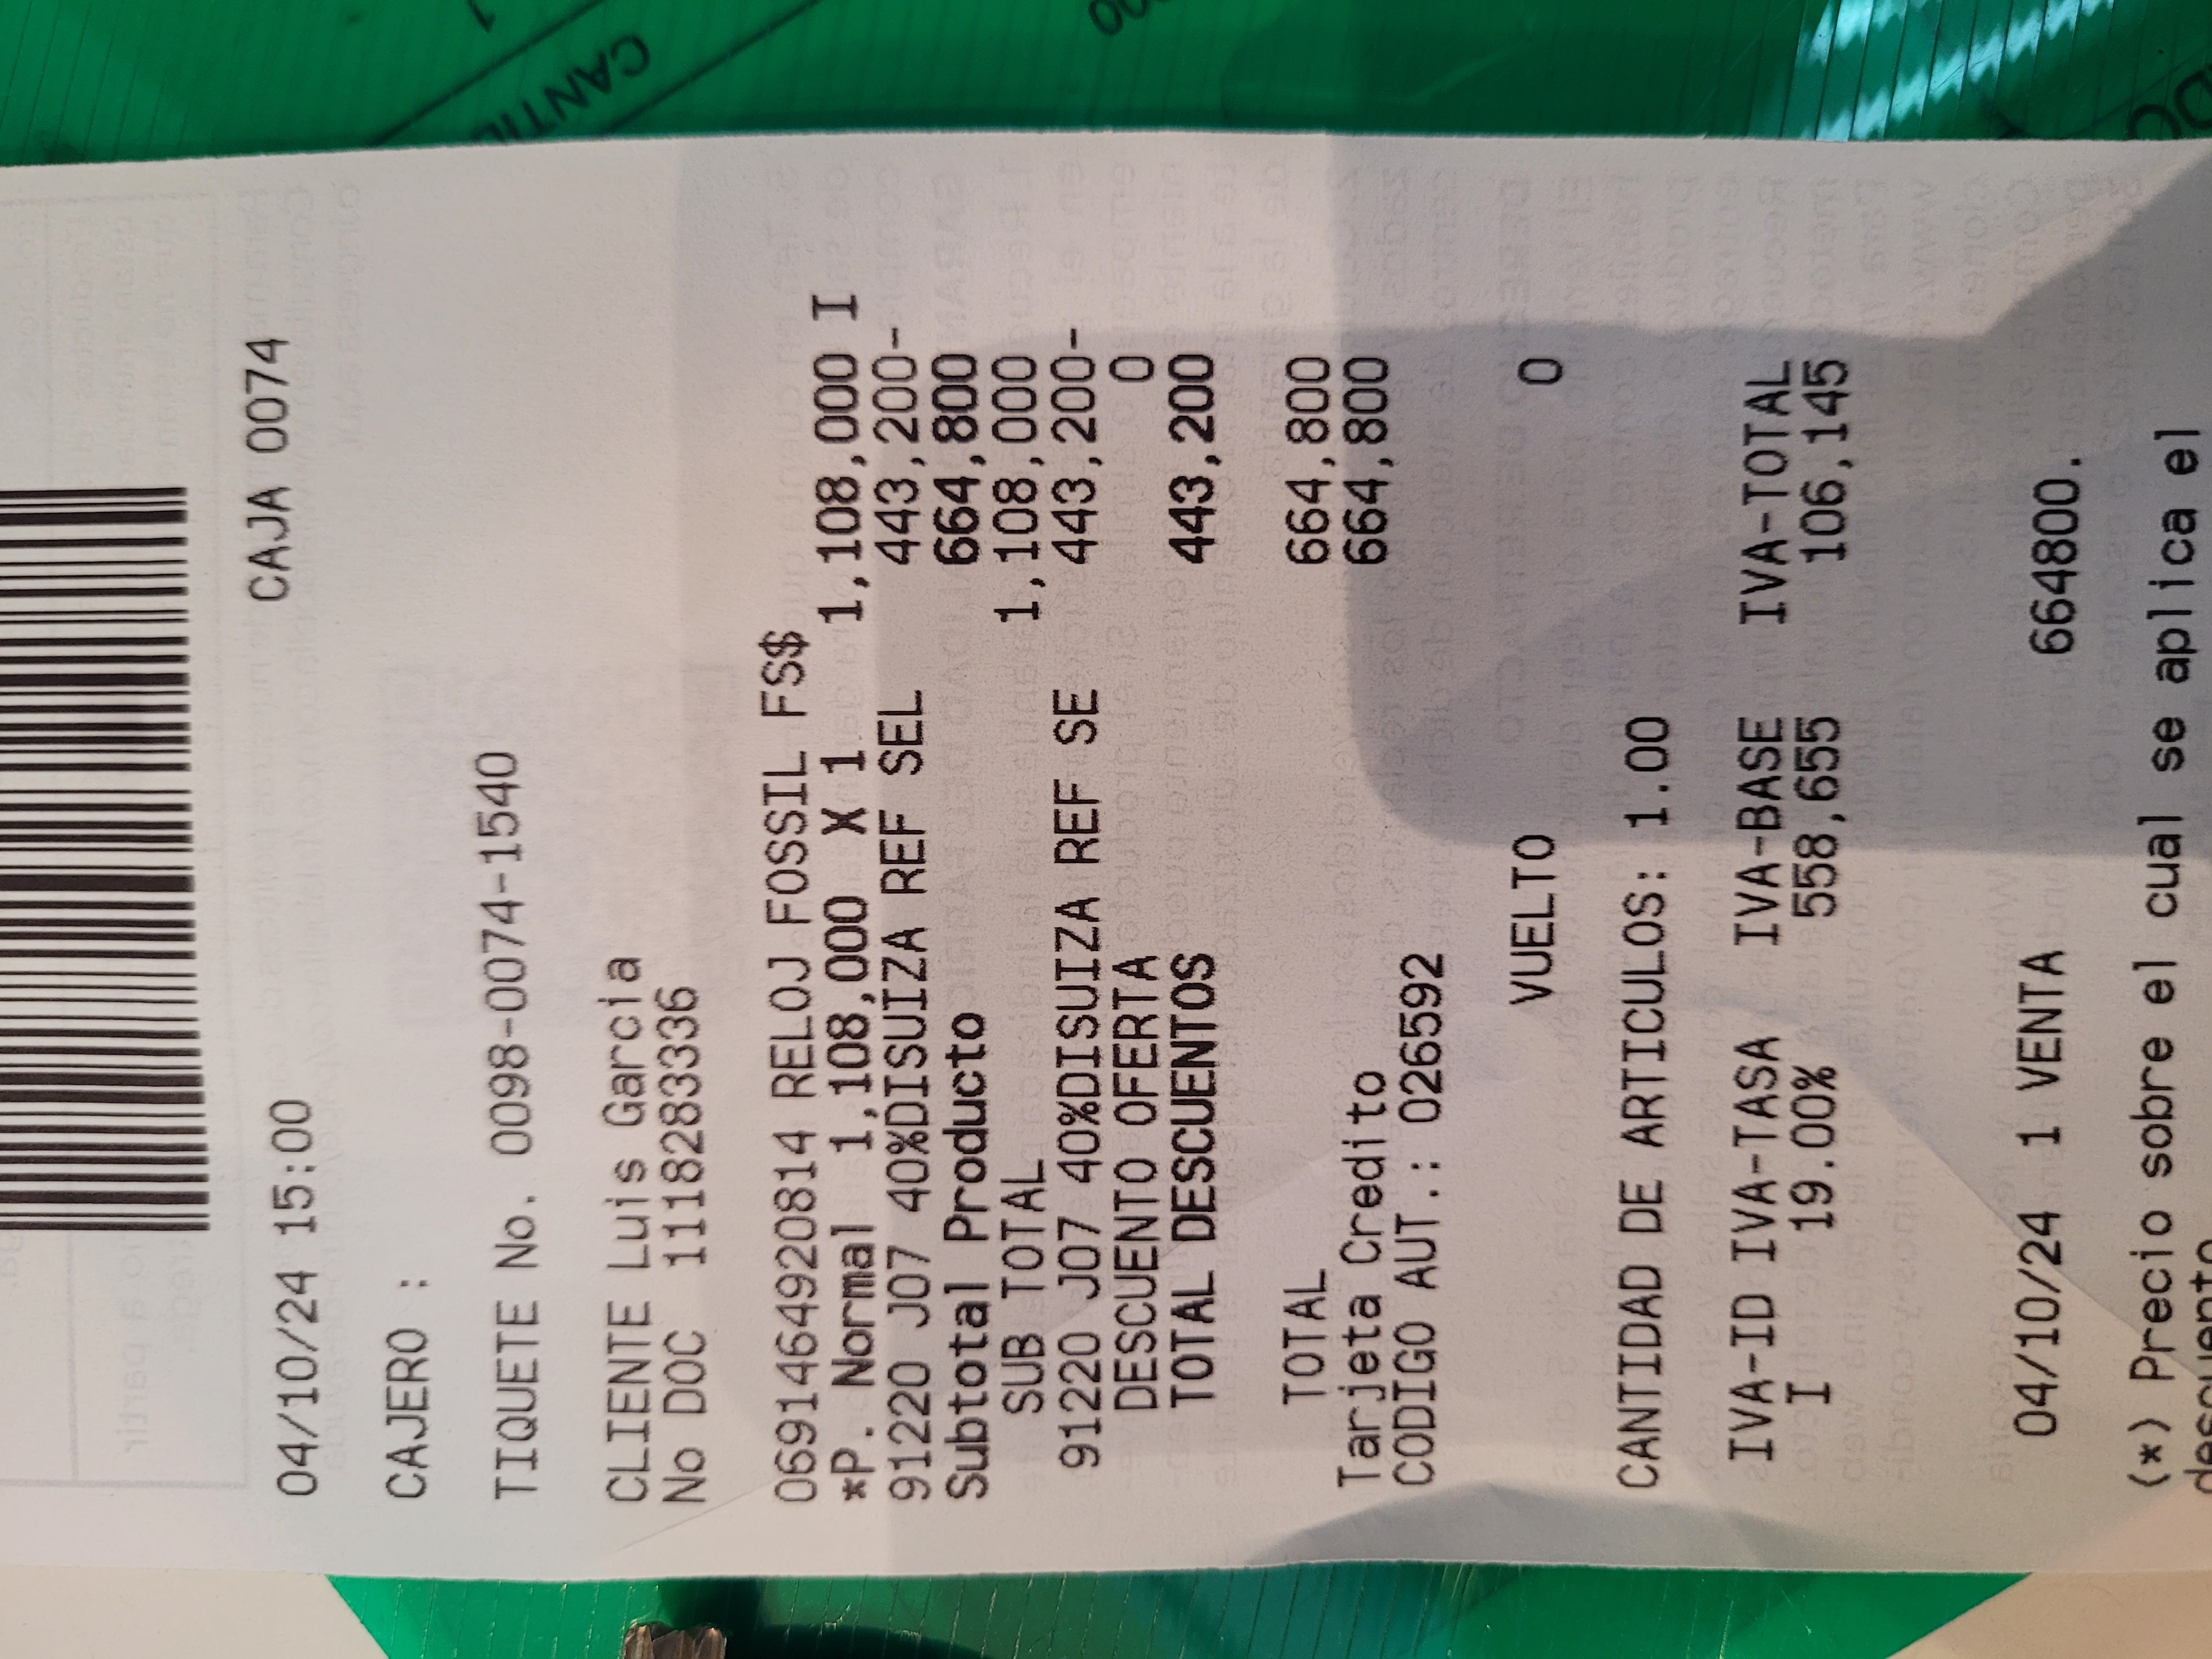 04/10/24 15:00 CAJA 0074
CAJERO :
TIQUETE No. 0098-0074-1540
CLIENTE Luis Garcia
No DOC 1118283336
0691464920814 RELOJ FOSSIL FS$
*P. Normal 1,108,000 X 1 1,108,000 I
91220 J07 40%DISUIZA REF SEL 443,200-
Subtotal Producto 664,800
SUB TOTAL 1,108,000
91220 J07 40%DISUIZA REF SE 443,200-
DESCUENTO OFERTA 0
TOTAL DESCUENTOS 443,200
TOTAL 664,800
Tarjeta Credito 664,800
CODIGO AUT.: 026592
VUELTO 0
CANTIDAD DE ARTICULOS: 1.00
IVA-ID IVA-TASA IVA-BASE IVA-TOTAL
I 19.00% 558,655 106,145
04/10/24 1 VENTA 664800.
(*) Precio sobre el cual se aplica el
descuento